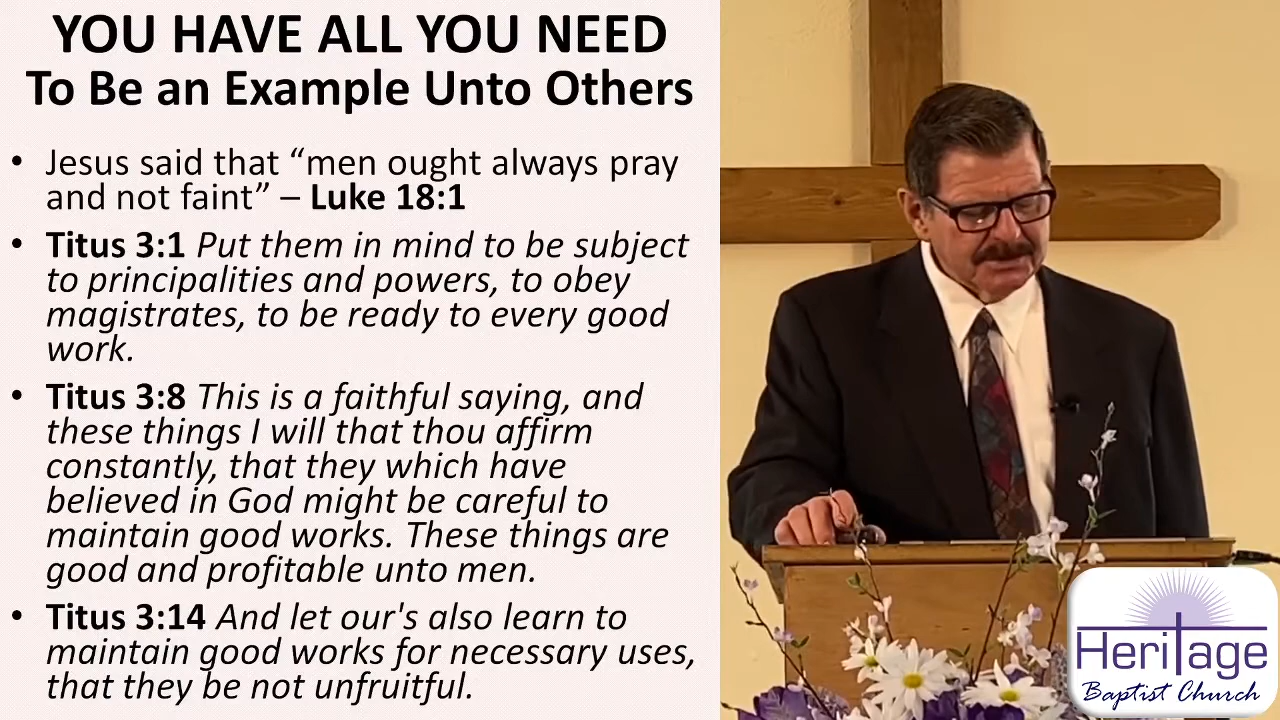 YOU HAVE ALL YOU NEED
To Be an Example Unto Others
• Jesus said that “men ought always pray
and not faint” – Luke 18:1
• Titus 3:1 Put them in mind to be subject
to principalities and powers, to obey
magistrates, to be ready to every good
work.
• Titus 3:8 This is a faithful saying, and
these things I will that thou affirm
constantly, that they which have
believed in God might be careful to
maintain good works. These things are
good and profitable unto men.
• Titus 3:14 And let our's also learn to
maintain good works for necessary uses,
that they be not unfruitful.
Heritage
Baptist Church